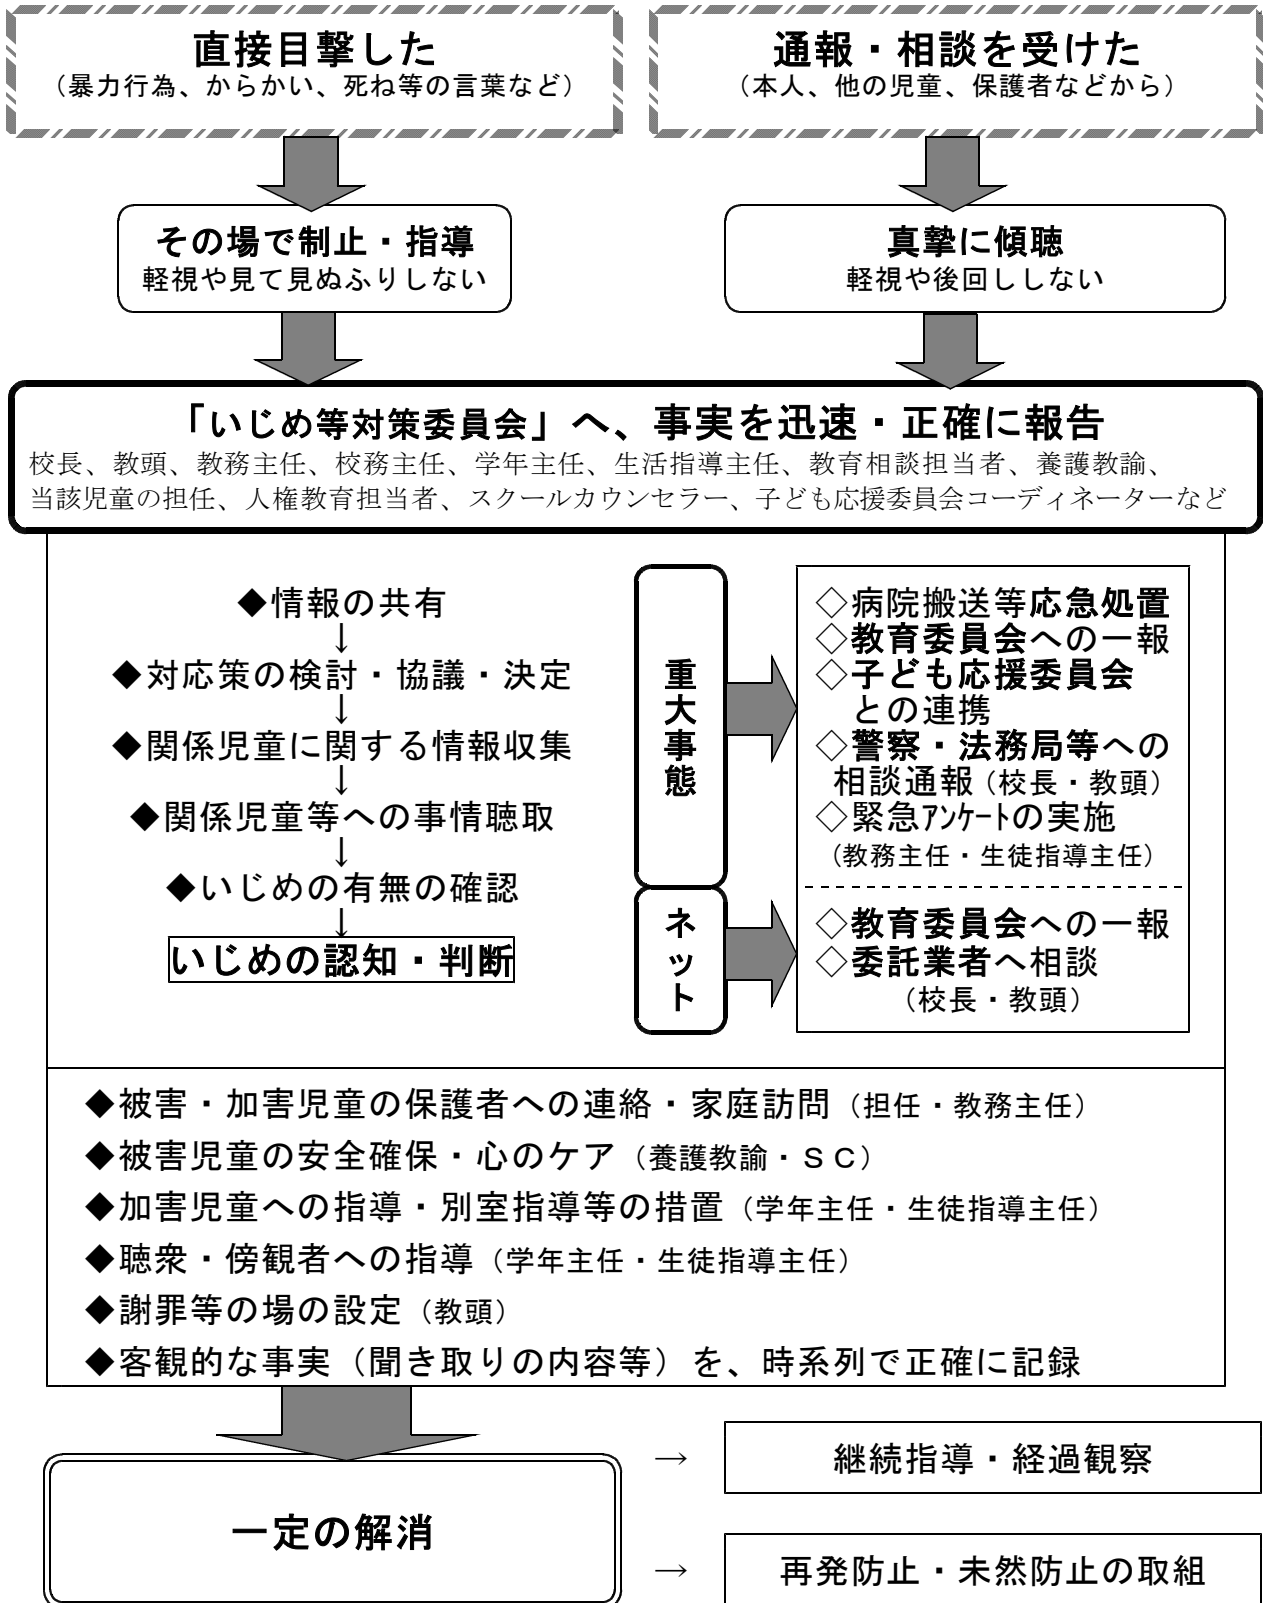 直接目撃した
（暴力行為、からかい、死ね等の言葉など）
通報・相談を受けた
（本人、他の児童、保護者などから）
その場で制止・指導
軽視や見て見ぬふりしない
真摯に傾聴
軽視や後回ししない
「いじめ等対策委員会」へ、事実を迅速・正確に報告
校長、教頭、教務主任、校務主任、学年主任、生活指導主任、教育相談担当者、養護教諭、
当該児童の担任、人権教育担当者、スクールカウンセラー、子ども応援委員会コーディネーターなど
◆情報の共有
↓
◆対応策の検討・協議・決定
↓
◆関係児童に関する情報収集
↓
◆関係児童等への事情聴取
↓
◆いじめの有無の確認
↓
いじめの認知・判断
重大事態
◇病院搬送等応急処置
◇教育委員会への一報
◇子ども応援委員会
との連携
◇警察・法務局等への
相談通報（校長・教頭）
◇緊急ｱﾝｹｰﾄの実施
（教務主任・生徒指導主任）
ネット
◇教育委員会への一報
◇委託業者へ相談
（校長・教頭）
◆被害・加害児童の保護者への連絡・家庭訪問（担任・教務主任）
◆被害児童の安全確保・心のケア（養護教諭・ＳＣ）
◆加害児童への指導・別室指導等の措置（学年主任・生徒指導主任）
◆聴衆・傍観者への指導（学年主任・生徒指導主任）
◆謝罪等の場の設定（教頭）
◆客観的な事実（聞き取りの内容等）を、時系列で正確に記録
一定の解消
→
継続指導・経過観察
→
再発防止・未然防止の取組